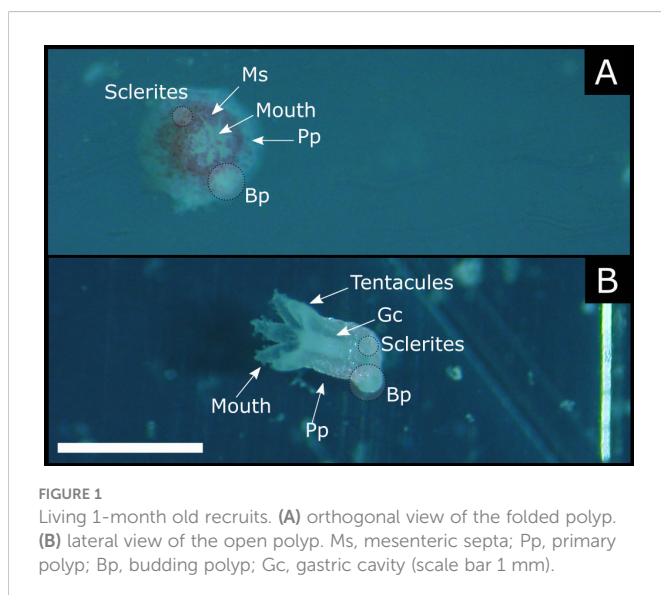 A
Ms
Sclerites
Mouth
Pp
Bp
B
Tentacules
Gc
Sclerites
Mouth
Bp
Pp
FIGURE 1
Living 1-month old recruits. (A) orthogonal view of the folded polyp.
(B) lateral view of the open polyp. Ms, mesenteric septa; Pp, primary
polyp; Bp, budding polyp; Gc, gastric cavity (scale bar 1 mm).